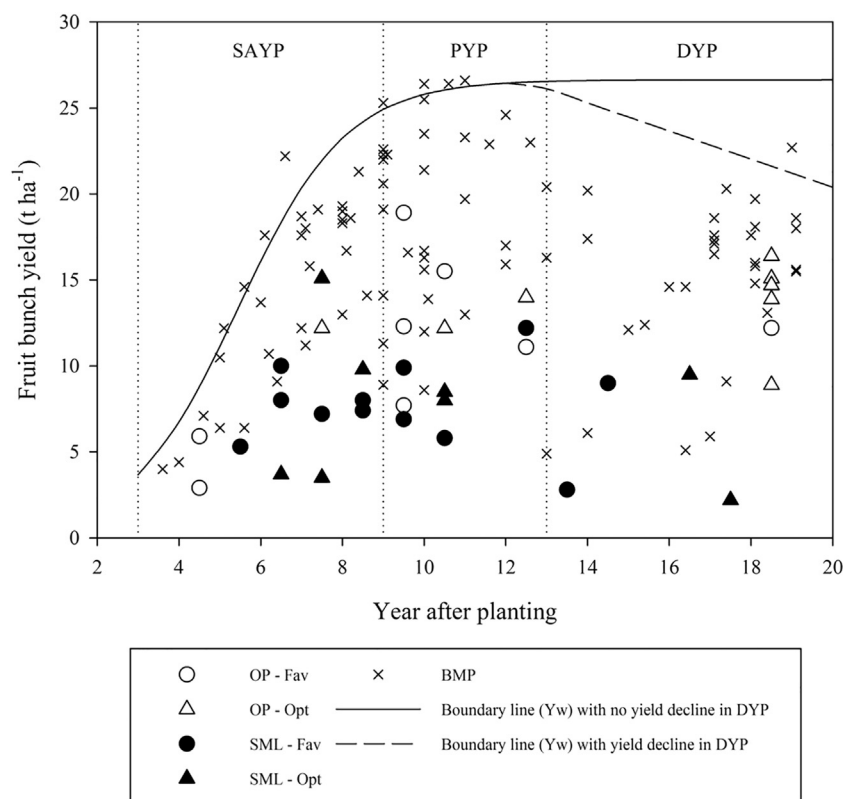 30
25
20
15
10
5
0
Fruit bunch yield (t ha⁻¹)
SAYP PYP DYP
2 4 6 8 10 12 14 16 18 20
Year after planting
OP - Fav
BMP
OP - Opt
Boundary line (Yw) with no yield decline in DYP
SML - Fav
Boundary line (Yw) with yield decline in DYP
SML - Opt